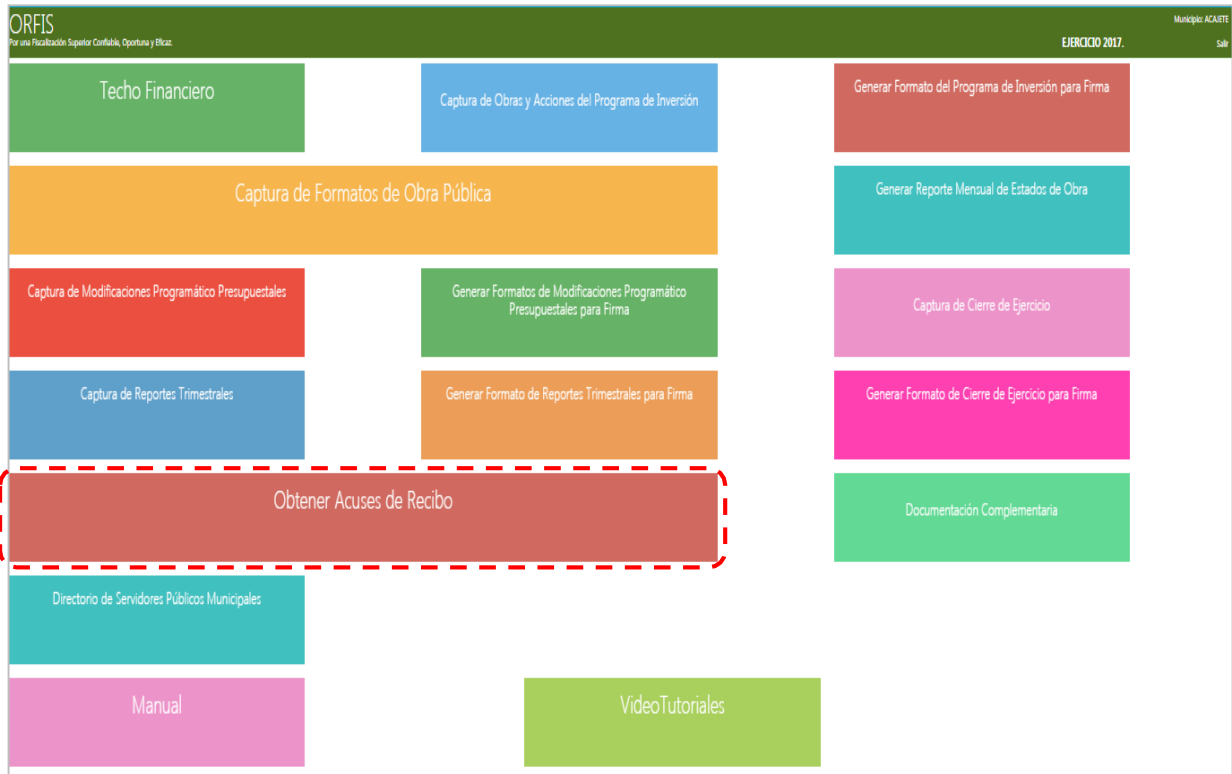 ORFIS
Por una Fiscalización Superior Confiable, Oportuna y Eficaz.
Municipio: ACAJETE
EJERCICIO 2017.
Salir
Techo Financiero
Captura de Obras y Acciones del Programa de Inversión
Generar Formato del Programa de Inversión para Firma
Captura de Formatos de Obra Pública
Generar Reporte Mensual de Estados de Obra
Captura de Modificaciones Programático Presupuestales
Generar Formatos de Modificaciones Programático
Presupuestales para Firma
Captura de Cierre de Ejercicio
Captura de Reportes Trimestrales
Generar Formato de Reportes Trimestrales para Firma
Generar Formato de Cierre de Ejercicio para Firma
Obtener Acuses de Recibo
Documentación Complementaria
Directorio de Servidores Públicos Municipales
Manual
VideoTutoriales